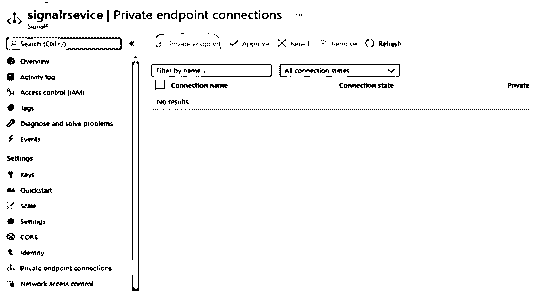 signalrsevice | Private endpoint connections ...
SignalR
Search (Ctrl+/) «
Private endpoint Approve Reject Remove Refresh
Overview
Activity log
Access control (IAM)
Tags
Diagnose and solve problems
Events
Settings
Keys
Quickstart
Scale
Settings
CORS
Identity
Private endpoint connections
Network access control
Filter by name... All connection states
Connection name Connection state Private
No results